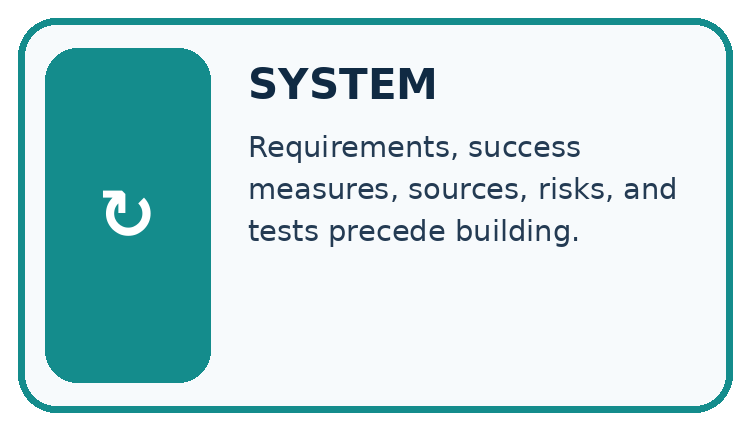 SYSTEM
Requirements, success
measures, sources, risks, and
tests precede building.